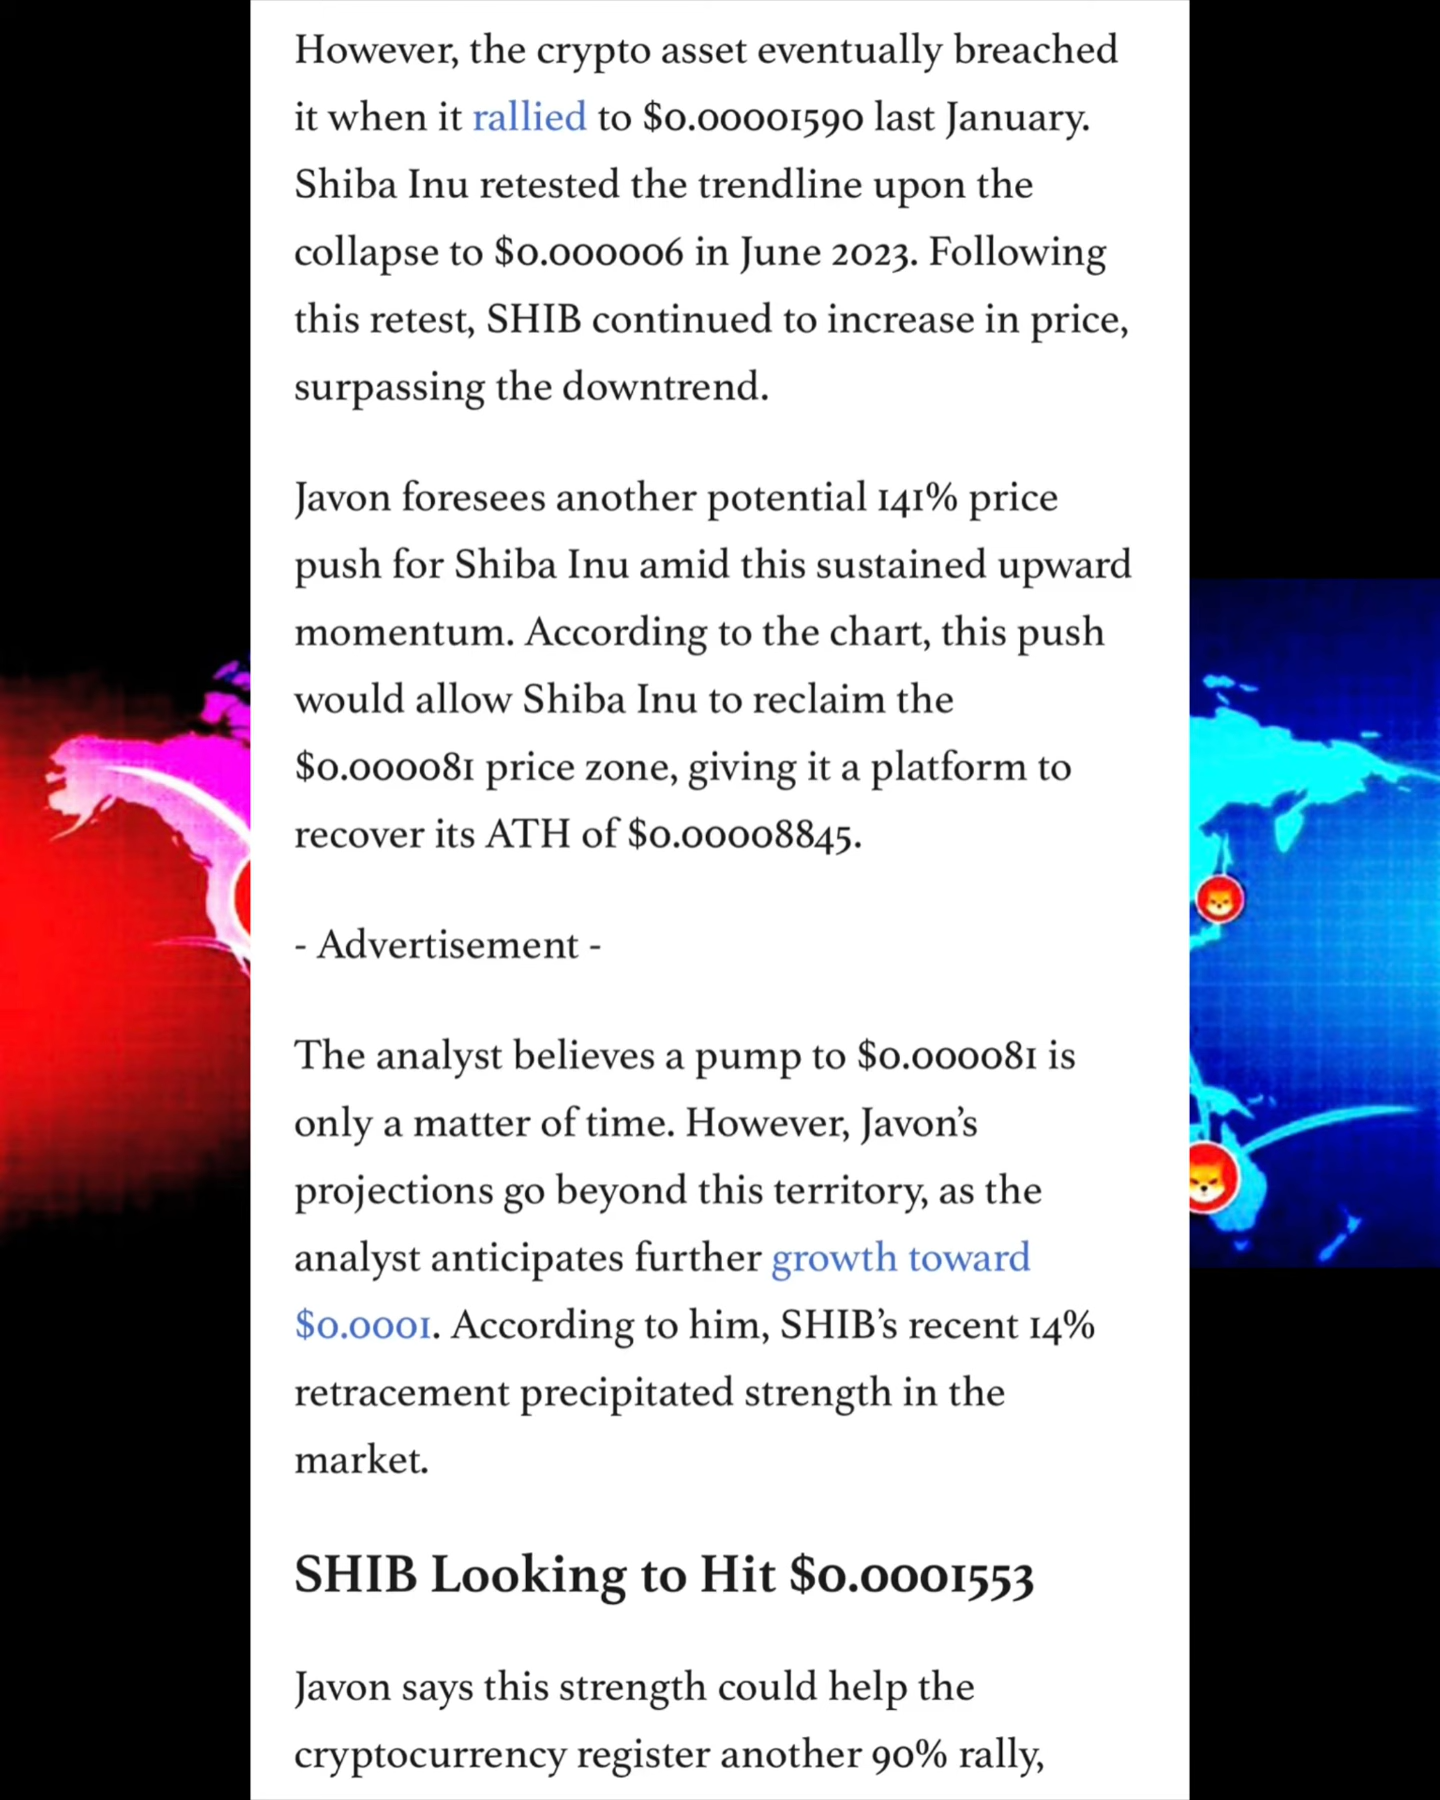 However, the crypto asset eventually breached
it when it rallied to $0.00001590 last January.
Shiba Inu retested the trendline upon the
collapse to $0.000006 in June 2023. Following
this retest, SHIB continued to increase in price,
surpassing the downtrend.
Javon foresees another potential 141% price
push for Shiba Inu amid this sustained upward
momentum. According to the chart, this push
would allow Shiba Inu to reclaim the
$0.000081 price zone, giving it a platform to
recover its ATH of $0.00008845.
- Advertisement -
The analyst believes a pump to $0.000081 is
only a matter of time. However, Javon’s
projections go beyond this territory, as the
analyst anticipates further growth toward
$0.0001. According to him, SHIB’s recent 14%
retracement precipitated strength in the
market.
SHIB Looking to Hit $0.0001553
Javon says this strength could help the
cryptocurrency register another 90% rally,